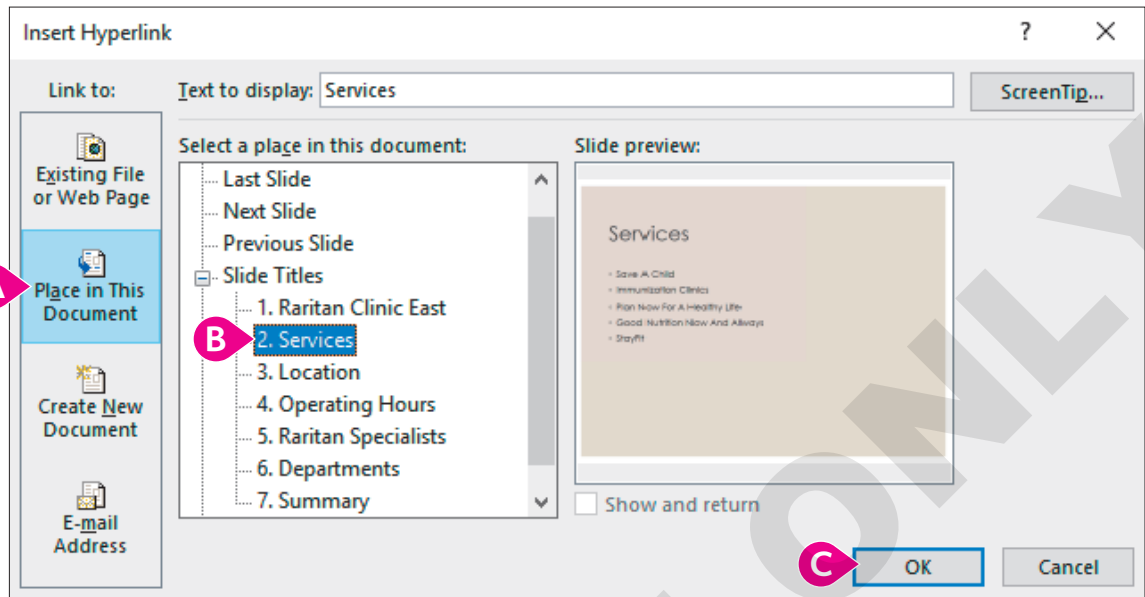 Insert Hyperlink ? X
Link to: Text to display: Services ScreenTip...
Existing File
or Web Page
A
Place in This
Document
Create New
Document
E-mail
Address
Select a place in this document:
Last Slide
Next Slide
Previous Slide
Slide Titles
1. Raritan Clinic East
B 2. Services
3. Location
4. Operating Hours
5. Raritan Specialists
6. Departments
7. Summary
Slide preview:
Services
Save A Child
Immunization Clinics
Plan Now For A Healthy Life
Good Nutrition Now And Always
StayFit
Show and return
C OK Cancel
ONLY